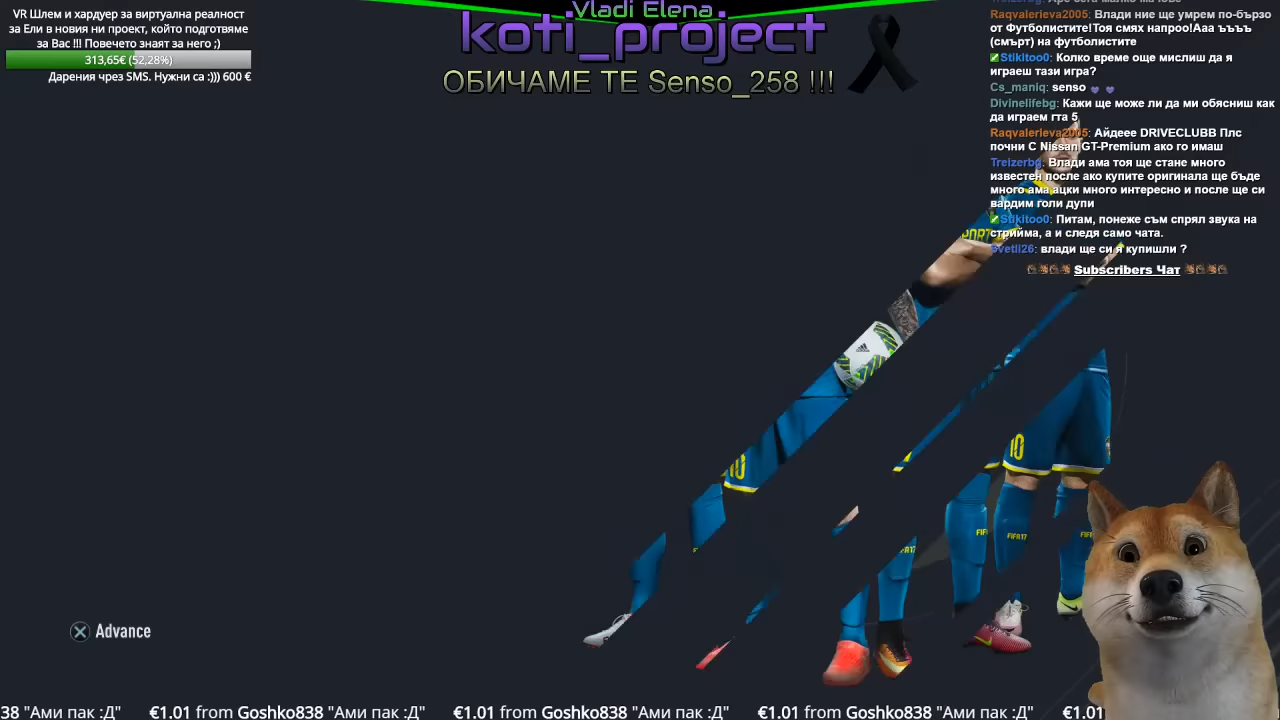 VR Шлем и хардуер за виртуална реалност
за Ели в новия ни проект, който подготвяме
за Вас !!! Повечето знаят за него ;)
313,65€ (52,28%)
Дарения чрез SMS. Нужни са :))) 600 €
Vladi Elena
koti_project
ОБИЧАМЕ ТЕ Senso_258 !!!
Raqvalerieva2005: Влади ние ще умрем по-бързо
от Футболистите!Тоя смях напроо!Ааа ъъъъ
(смърт) на футболистите
Stikitoo0: Колко време още мислиш да я
играеш тази игра?
Cs_maniq: senso
Divinelifebg: Кажи ще може ли да ми обясниш как
да играем гта 5
Raqvalerieva2005: Айдеее DRIVECLUBB Плс
почни С Nissan GT-Premium ако го имаш
Treizerbg: Влади ама тоя ще стане много
известен после ако купите оригинала ще бъде
много ама ацки много интересно и после ще си
вардим голи дупи
Stikitoo0: Питам, понеже съм спрял звука на
стрийма, а и следя само чата.
Svetli26: влади ще си я купишли ?
Subscribers Чат
10
10
FIFA17
FIFA17
Advance
38 "Ами пак :Д" €1.01 from Goshko838 "Ами пак :Д" €1.01 from Goshko838 "Ами пак :Д" €1.01 from Goshko838 "Ами пак :Д" €1.01